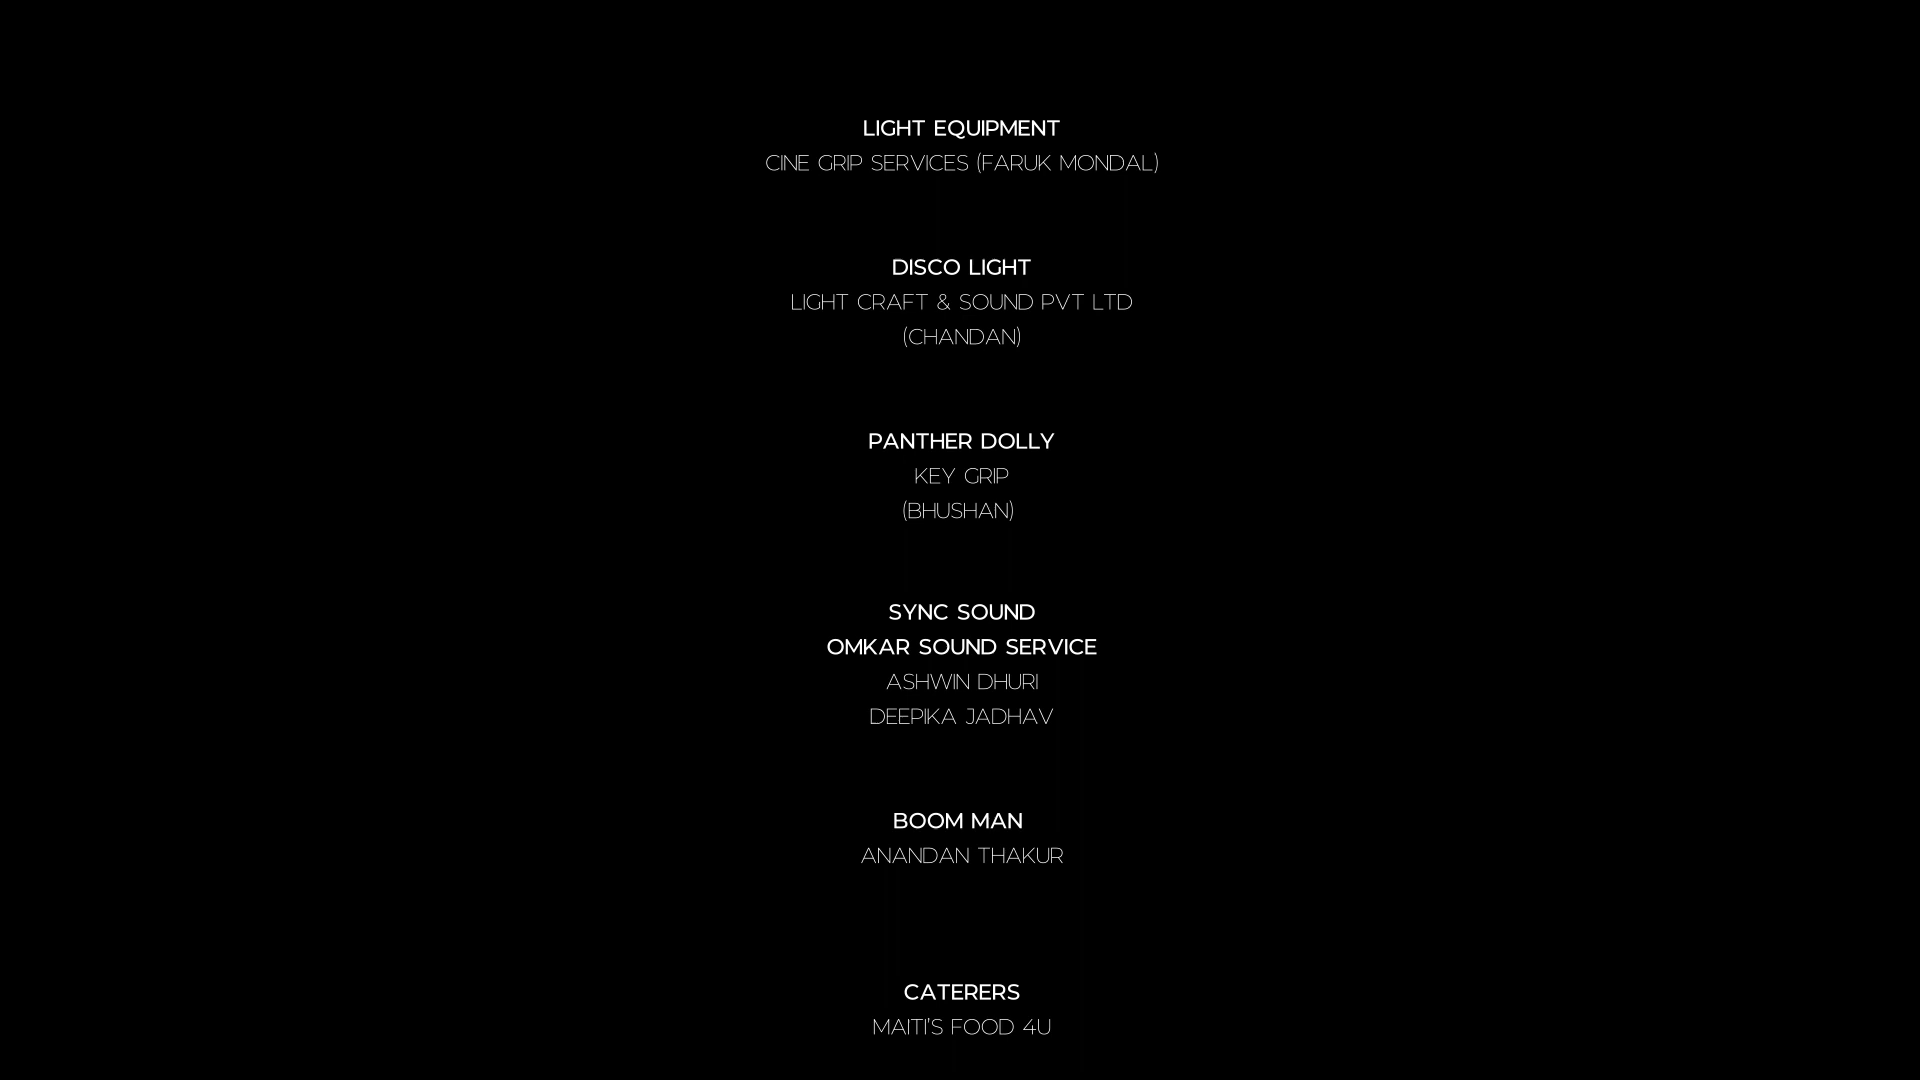 LIGHT EQUIPMENT
CINE GRIP SERVICES (FARUK MONDAL)
DISCO LIGHT
LIGHT CRAFT & SOUND PVT LTD
(CHANDAN)
PANTHER DOLLY
KEY GRIP
(BHUSHAN)
SYNC SOUND
OMKAR SOUND SERVICE
ASHWIN DHURI
DEEPIKA JADHAV
BOOM MAN
ANANDAN THAKUR
CATERERS
MAITI'S FOOD 4U